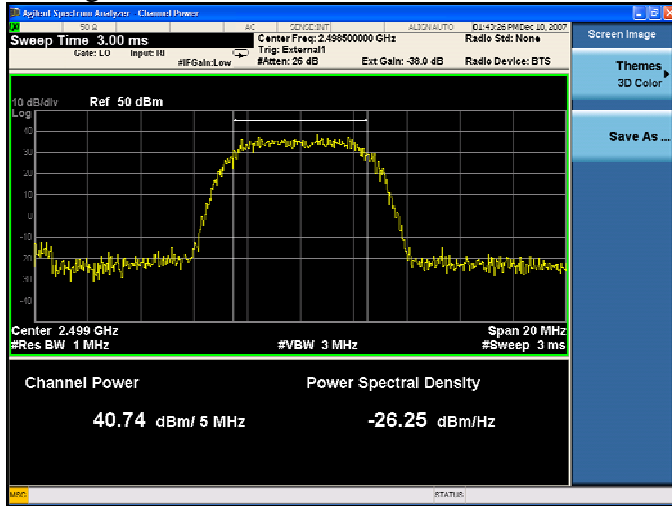 Agilent Spectrum Analyzer - Channel Power
50 Ω AC SENSE:INT ALIGN AUTO 01:43:26 PM Dec 10, 2007
Sweep Time 3.00 ms
Center Freq: 2.498500000 GHz
Radio Std: None
Gate: LO Input: RF
Trig: External1
#IFGain:Low
#Atten: 26 dB
Ext Gain: -38.0 dB
Radio Device: BTS
Screen Image
Themes
3D Color
Save As ...
10 dB/div Ref 50 dBm
Log
40
30
20
10
0
-10
-20
-30
-40
Center 2.499 GHz Span 20 MHz
#Res BW 1 MHz #VBW 3 MHz #Sweep 3 ms
Channel Power Power Spectral Density
40.74 dBm/ 5 MHz -26.25 dBm/Hz
MSG STATUS